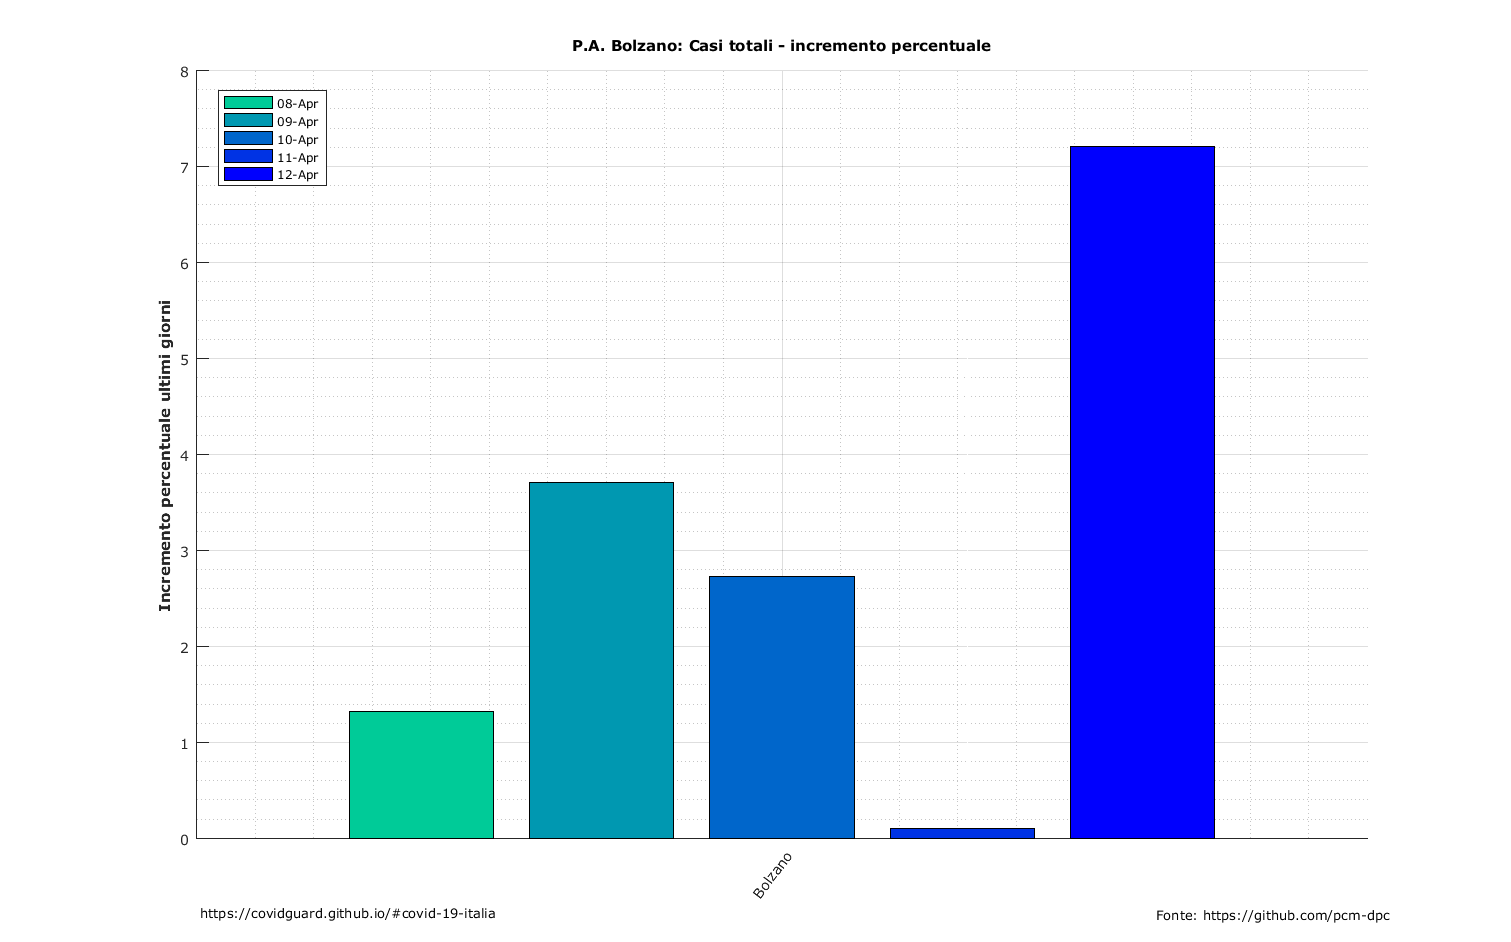 P.A. Bolzano: Casi totali - incremento percentuale
8
7
6
5
4
3
2
1
0
Incremento percentuale ultimi giorni
08-Apr
09-Apr
10-Apr
11-Apr
12-Apr
Bolzano
https://covidguard.github.io/#covid-19-italia
Fonte: https://github.com/pcm-dpc